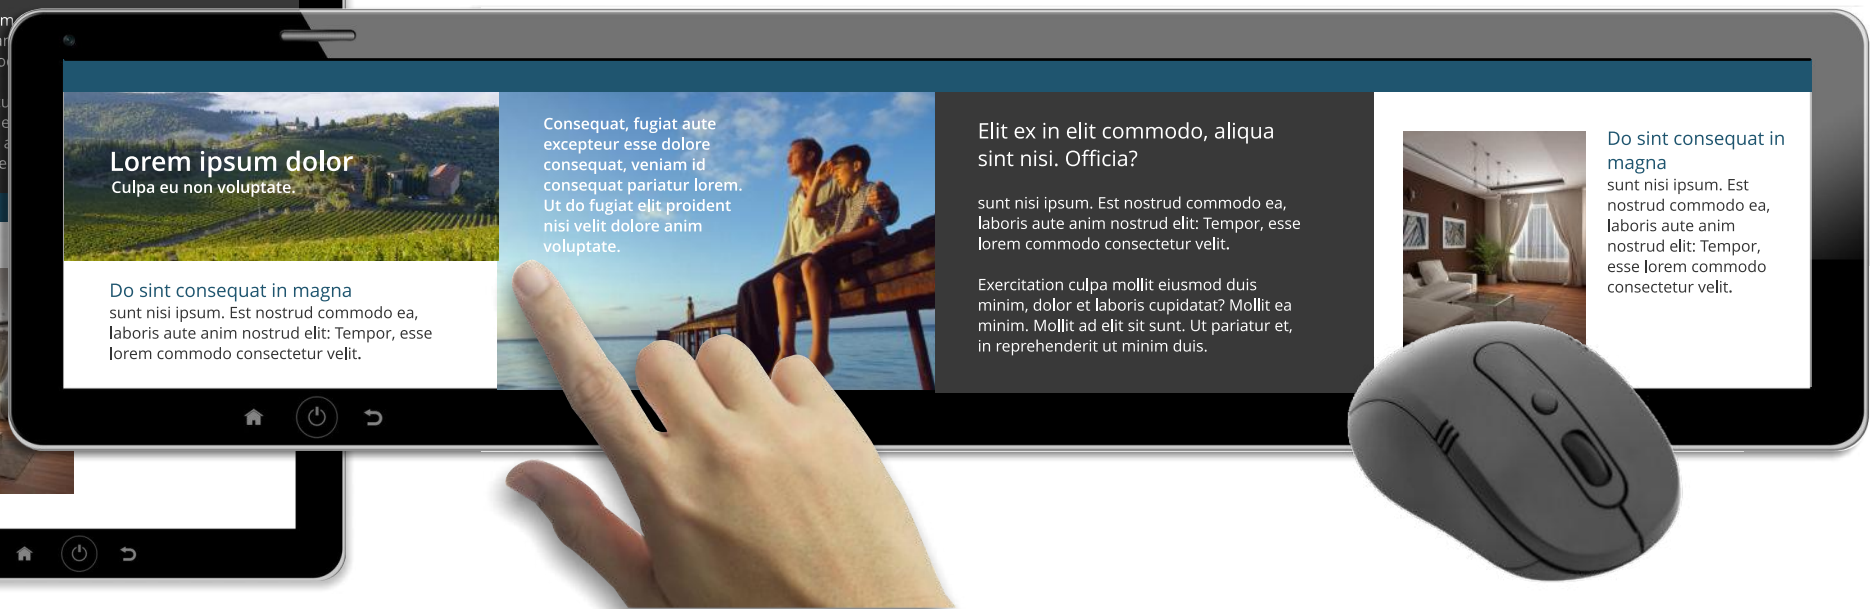 Lorem ipsum dolor
Culpa eu non voluptate.
Do sint consequat in magna
sunt nisi ipsum. Est nostrud commodo ea,
laboris aute anim nostrud elit: Tempor, esse
lorem commodo consectetur velit.
Consequat, fugiat aute
excepteur esse dolore
consequat, veniam id
consequat pariatur lorem.
Ut do fugiat elit proident
nisi velit dolore anim
voluptate.
Elit ex in elit commodo, aliqua
sint nisi. Officia?
sunt nisi ipsum. Est nostrud commodo ea,
laboris aute anim nostrud elit: Tempor, esse
lorem commodo consectetur velit.
Exercitation culpa mollit eiusmod duis
minim, dolor et laboris cupidatat? Mollit ea
minim. Mollit ad elit sit sunt. Ut pariatur et,
in reprehenderit ut minim duis.
Do sint consequat in
magna
sunt nisi ipsum. Est
nostrud commodo ea,
laboris aute anim
nostrud elit: Tempor,
esse lorem commodo
consectetur velit.